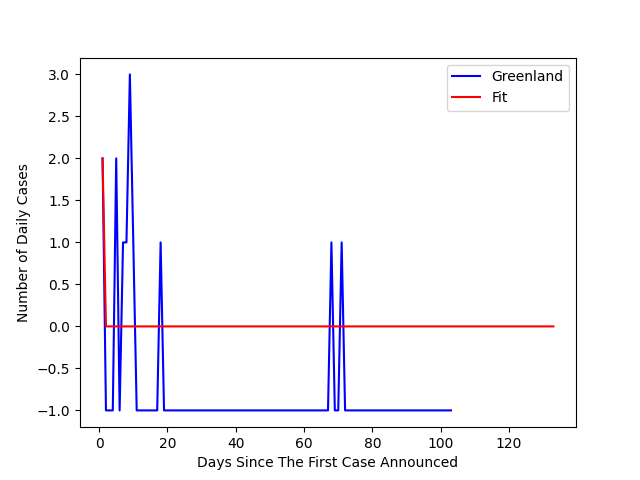 Greenland
Fit
Number of Daily Cases
3.0
2.5
2.0
1.5
1.0
0.5
0.0
−0.5
−1.0
0 20 40 60 80 100 120
Days Since The First Case Announced